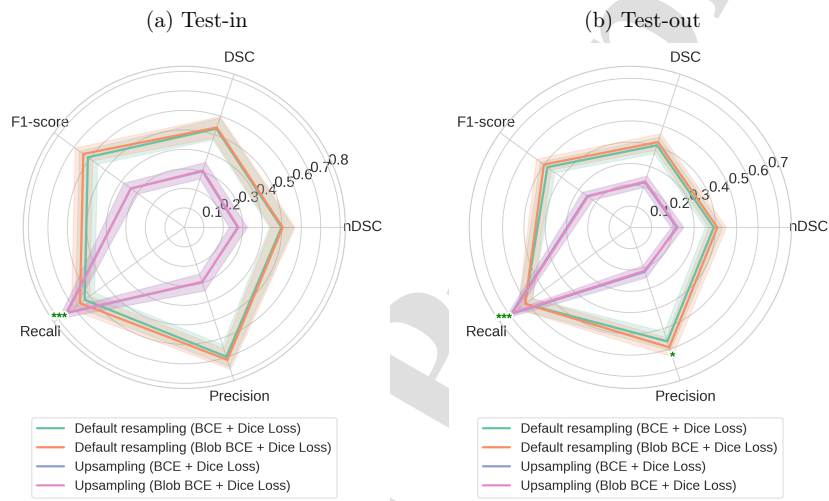 (a) Test-in
(b) Test-out
DSC
F1-score
0.1
0.2
0.3
0.4
0.5
0.6
0.7
0.8
nDSC
***
Recall
Precision
Default resampling (BCE + Dice Loss)
Default resampling (Blob BCE + Dice Loss)
Upsampling (BCE + Dice Loss)
Upsampling (Blob BCE + Dice Loss)
DSC
F1-score
0.1
0.2
0.3
0.4
0.5
0.6
0.7
nDSC
***
Recall
*
Precision
Default resampling (BCE + Dice Loss)
Default resampling (Blob BCE + Dice Loss)
Upsampling (BCE + Dice Loss)
Upsampling (Blob BCE + Dice Loss)